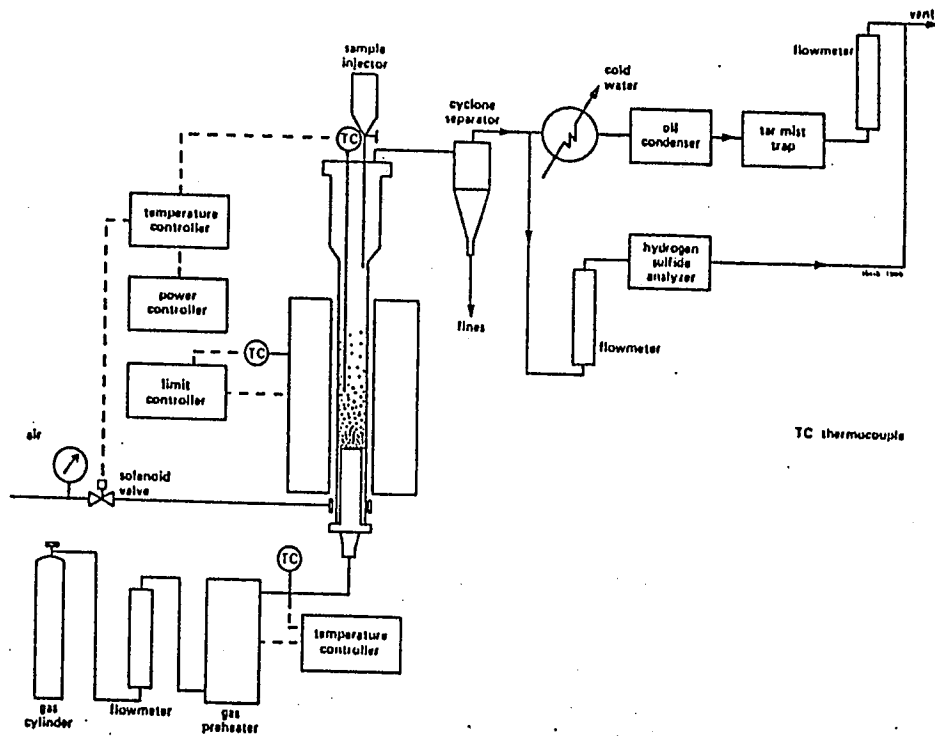 vent
sample
injector
flowmeter
cold
water
cyclone
separator
TC
oil
condenser
tar mist
trap
temperature
controller
hydrogen
sulfide
analyzer
power
controller
fines
flowmeter
TC
limit
controller
air
TC thermocouple
solenoid
valve
TC
temperature
controller
gas
cylinder
flowmeter
gas
preheater